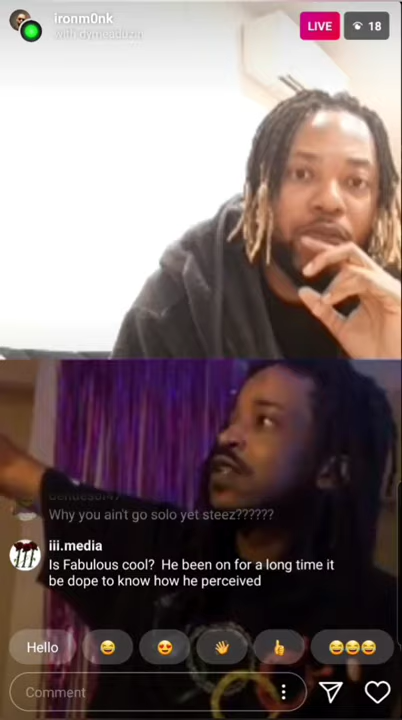 ironm0nk
LIVE
18
Why you ain't go solo yet steez??????
iii.media
Is Fabulous cool?  He been on for a long time it
be dope to know how he perceived
Hello
Comment